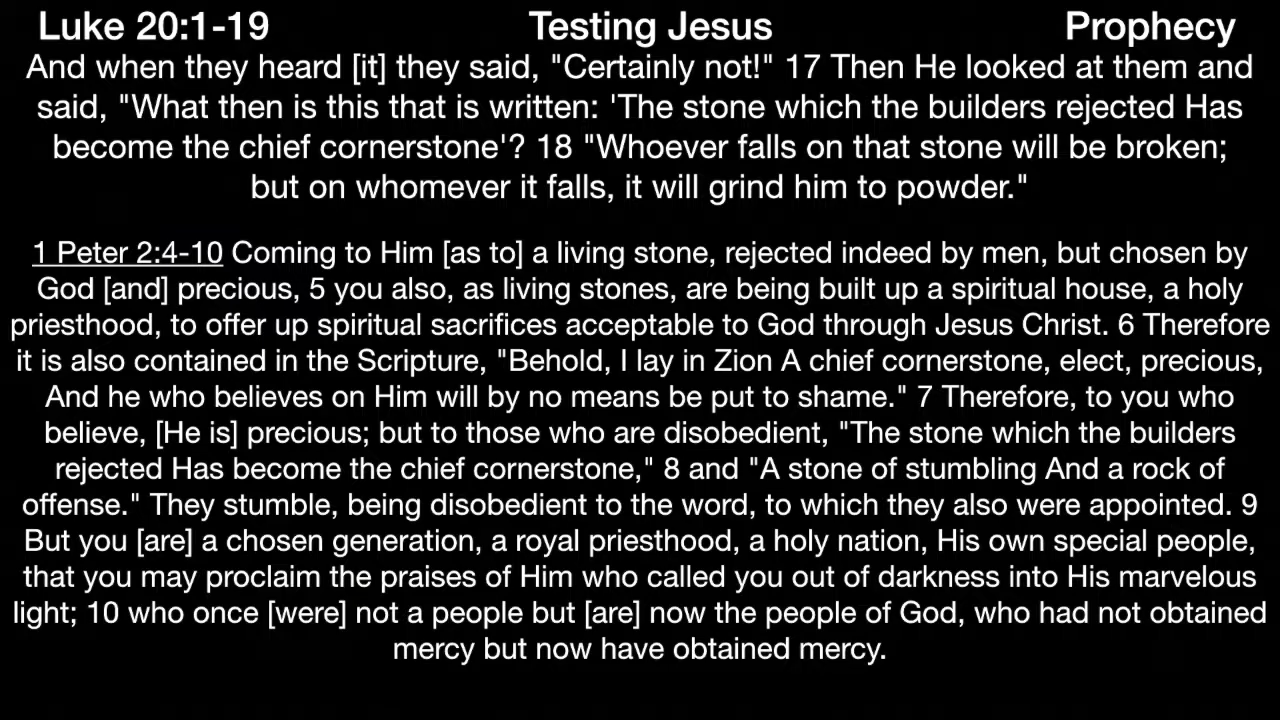 Luke 20:1-19 Testing Jesus Prophecy
And when they heard [it] they said, "Certainly not!" 17 Then He looked at them and
said, "What then is this that is written: 'The stone which the builders rejected Has
become the chief cornerstone'? 18 "Whoever falls on that stone will be broken;
but on whomever it falls, it will grind him to powder."
1 Peter 2:4-10 Coming to Him [as to] a living stone, rejected indeed by men, but chosen by
God [and] precious, 5 you also, as living stones, are being built up a spiritual house, a holy
priesthood, to offer up spiritual sacrifices acceptable to God through Jesus Christ. 6 Therefore
it is also contained in the Scripture, "Behold, I lay in Zion A chief cornerstone, elect, precious,
And he who believes on Him will by no means be put to shame." 7 Therefore, to you who
believe, [He is] precious; but to those who are disobedient, "The stone which the builders
rejected Has become the chief cornerstone," 8 and "A stone of stumbling And a rock of
offense." They stumble, being disobedient to the word, to which they also were appointed. 9
But you [are] a chosen generation, a royal priesthood, a holy nation, His own special people,
that you may proclaim the praises of Him who called you out of darkness into His marvelous
light; 10 who once [were] not a people but [are] now the people of God, who had not obtained
mercy but now have obtained mercy.